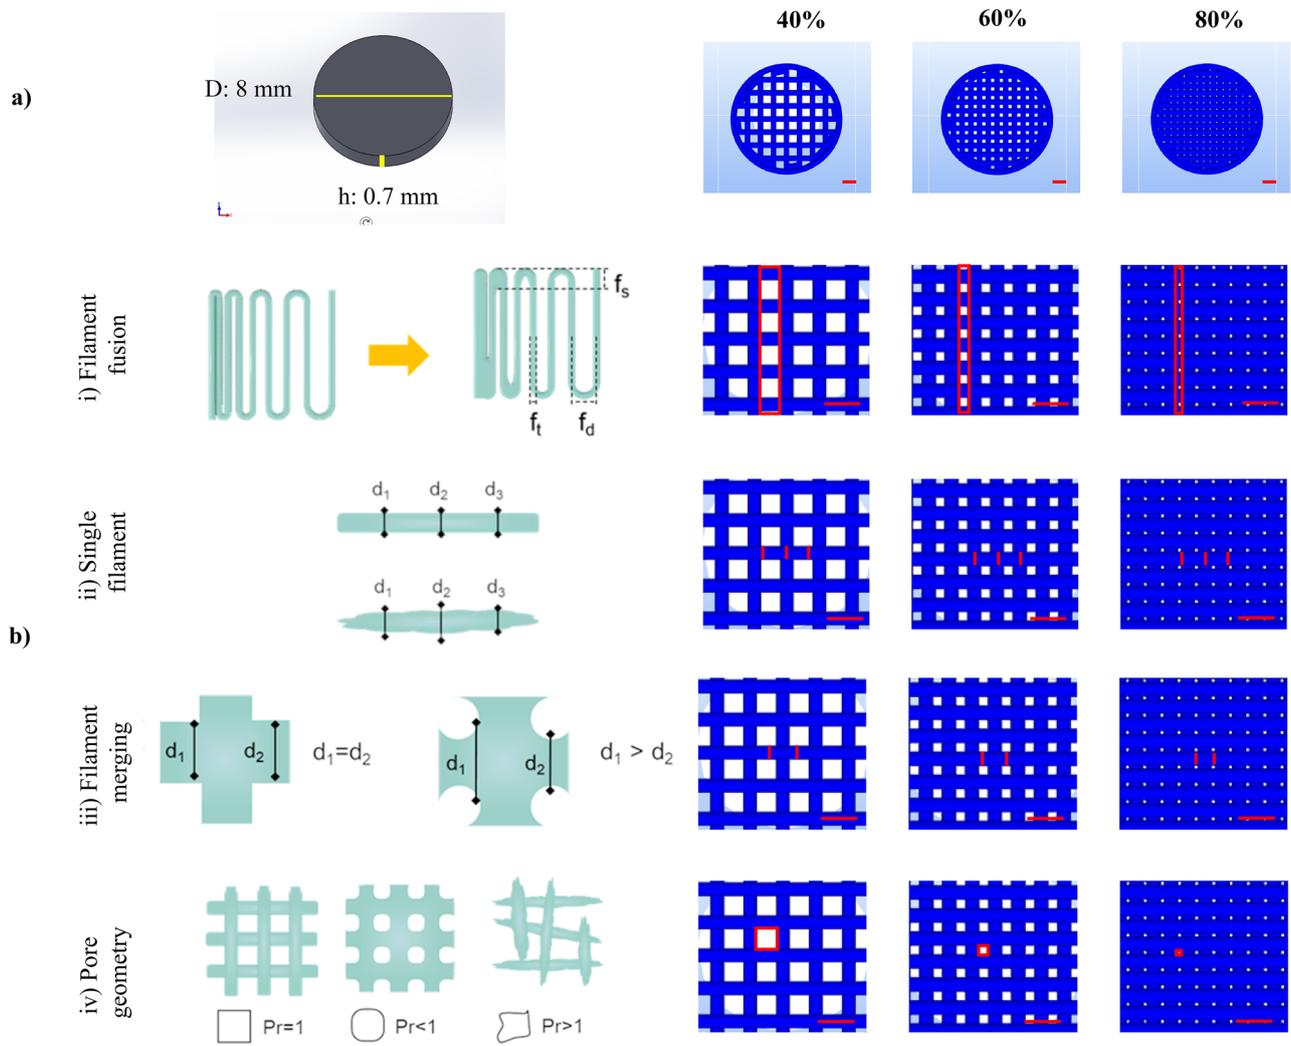 40%
60%
80%
a)
D: 8 mm
h: 0.7 mm
i) Filament
fusion
fs
ft
fd
ii) Single
filament
d1
d2
d3
d1
d2
d3
b)
iii) Filament
merging
d1
d2
d1=d2
d1
d2
d1 > d2
iv) Pore
geometry
Pr=1
Pr<1
Pr>1